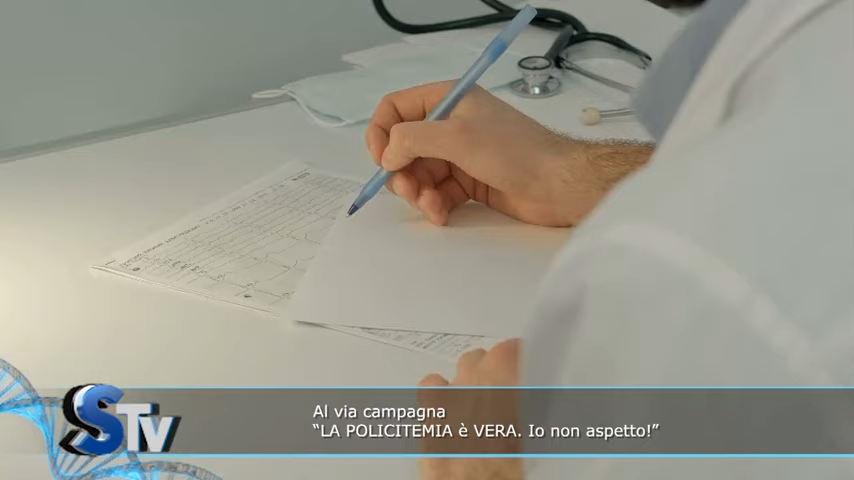 STv
Al via campagna
“LA POLICITEMIA è VERA. Io non aspetto!”